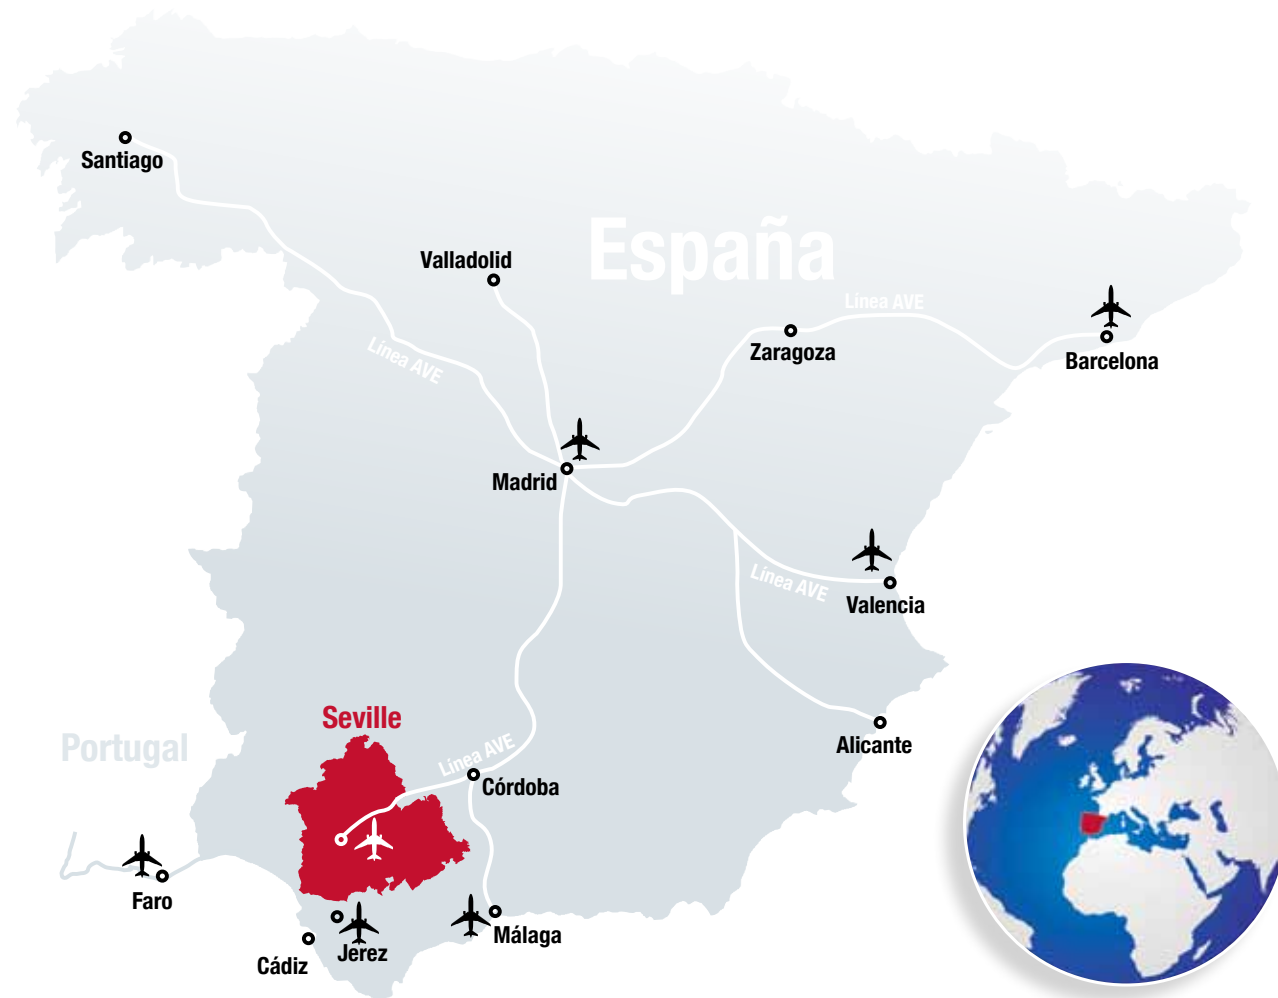 Santiago
España
Valladolid
Línea AVE
Línea AVE
Zaragoza
Barcelona
Madrid
Línea AVE
Valencia
Seville
Portugal
Línea AVE
Alicante
Córdoba
Faro
Málaga
Jerez
Cádiz